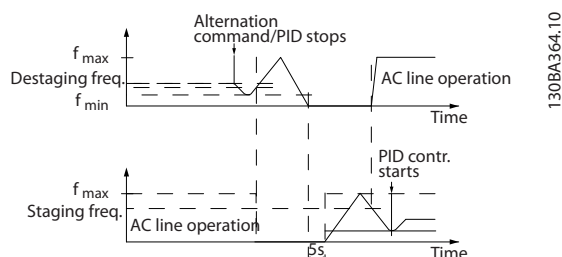 Alternation
command/PID stops
f max
Destaging freq.
f min
AC line operation
Time
130BA364.10
PID contr.
starts
f max
Staging freq.
AC line operation
5s
Time